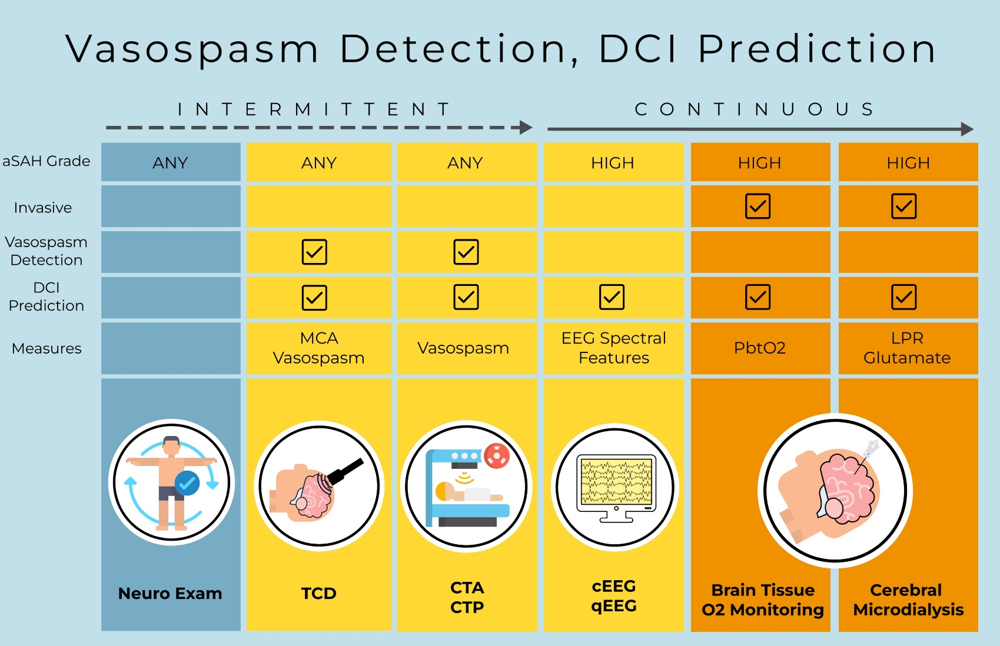 Vasospasm Detection, DCI Prediction
INTERMITTENT
CONTINUOUS
aSAH Grade
ANY
ANY
ANY
HIGH
HIGH
HIGH
Invasive
Vasospasm
Detection
DCI
Prediction
Measures
MCA
Vasospasm
Vasospasm
EEG Spectral
Features
PbtO2
LPR
Glutamate
Neuro Exam
TCD
CTA
CTP
cEEG
qEEG
Brain Tissue
O2 Monitoring
Cerebral
Microdialysis